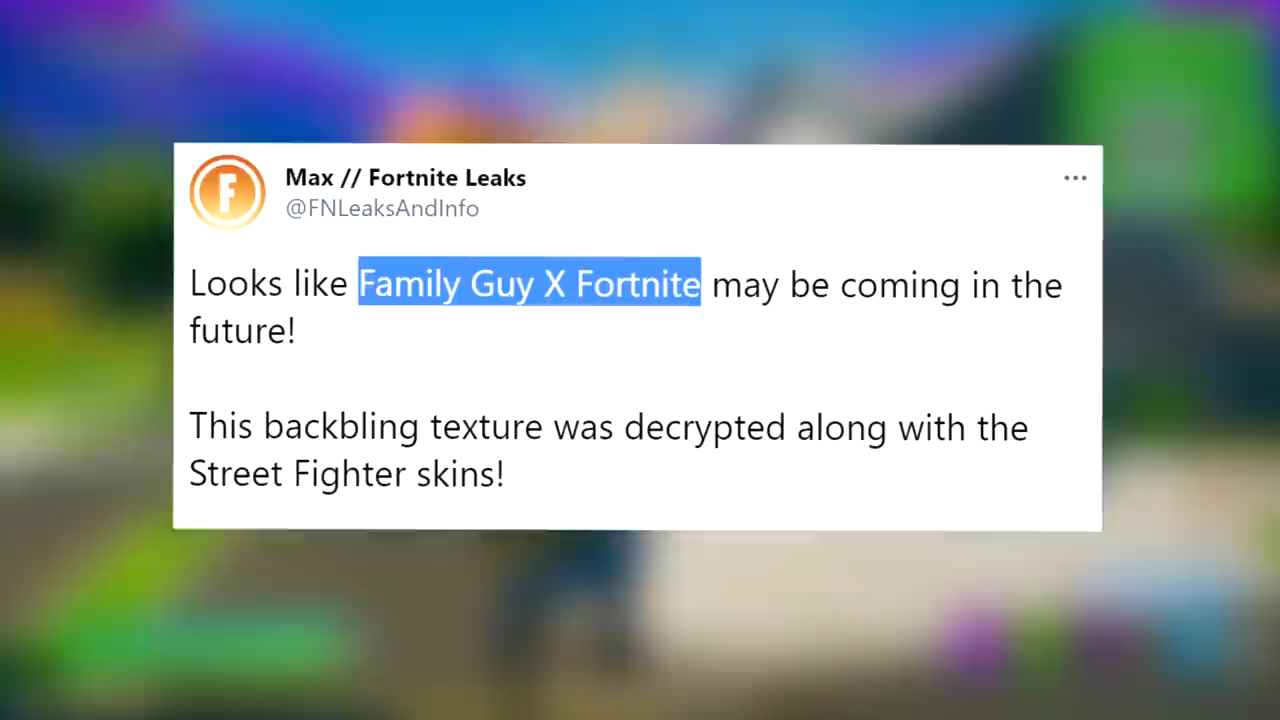 F
Max // Fortnite Leaks
@FNLeaksAndInfo
Looks like Family Guy X Fortnite may be coming in the
future!
This backbling texture was decrypted along with the
Street Fighter skins!